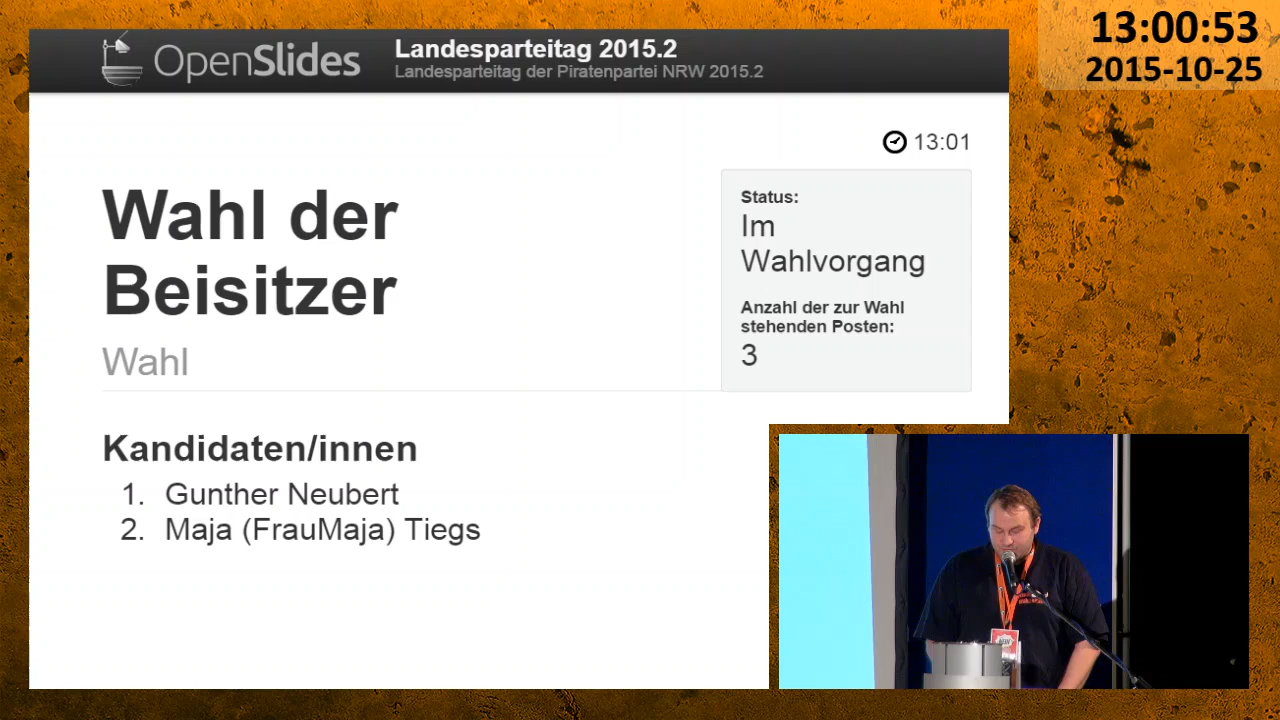 13:00:53
2015-10-25
OpenSlides
Landesparteitag 2015.2
Landesparteitag der Piratenpartei NRW 2015.2
13:01
Wahl der
Beisitzer
Wahl
Status:
Im
Wahlvorgang
Anzahl der zur Wahl
stehenden Posten:
3
Kandidaten/innen
1. Gunther Neubert
2. Maja (FrauMaja) Tiegs